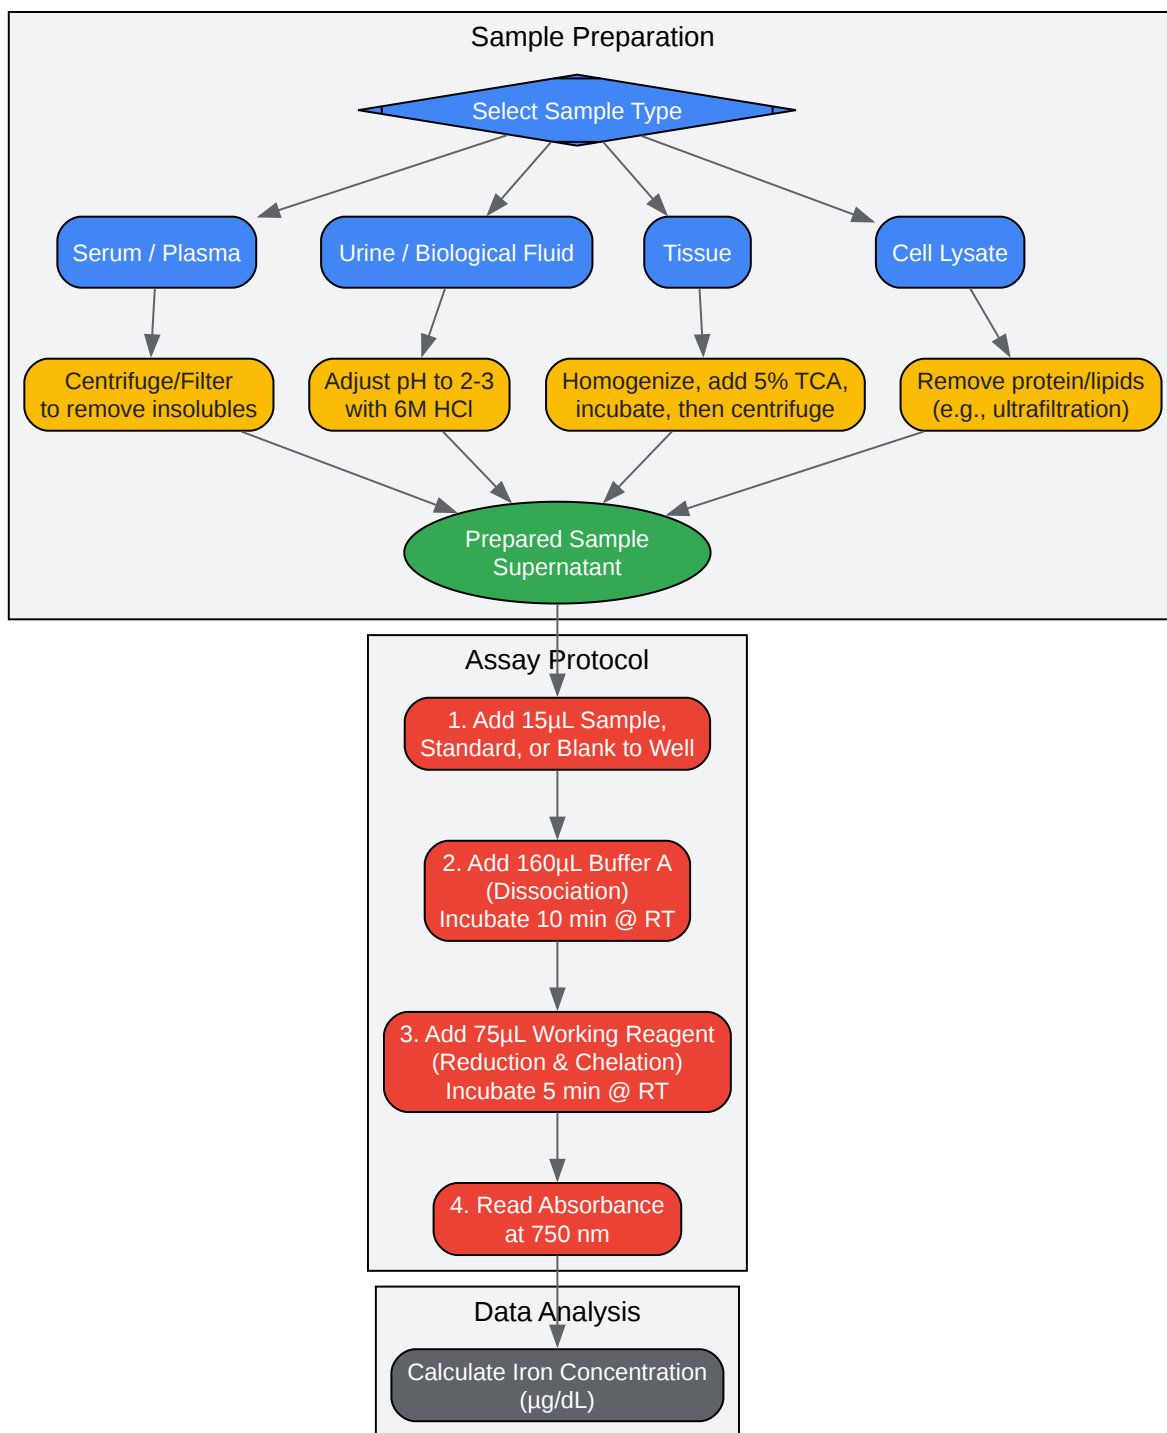 Sample Preparation
Select Sample Type
Serum / Plasma
Urine / Biological Fluid
Tissue
Cell Lysate
Centrifuge/Filter
to remove insolubles
Adjust pH to 2-3
with 6M HCl
Homogenize, add 5% TCA,
incubate, then centrifuge
Remove protein/lipids
(e.g., ultrafiltration)
Prepared Sample
Supernatant
Assay Protocol
1. Add 15µL Sample,
Standard, or Blank to Well
2. Add 160µL Buffer A
(Dissociation)
Incubate 10 min @ RT
3. Add 75µL Working Reagent
(Reduction & Chelation)
Incubate 5 min @ RT
4. Read Absorbance
at 750 nm
Data Analysis
Calculate Iron Concentration
(µg/dL)